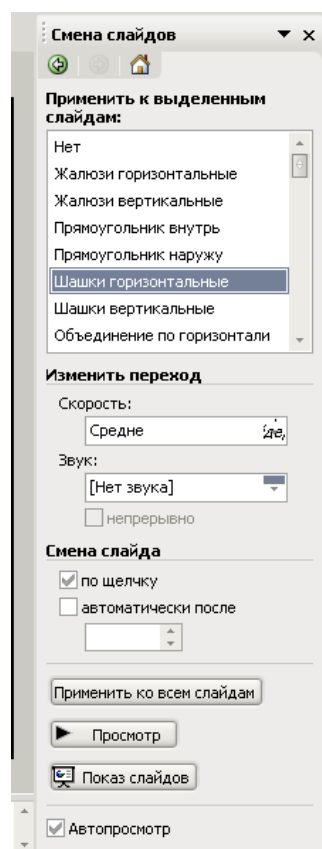 Смена слайдов
Применить к выделенным
слайдам:
Нет
Жалюзи горизонтальные
Жалюзи вертикальные
Прямоугольник внутрь
Прямоугольник наружу
Шашки горизонтальные
Шашки вертикальные
Объединение по горизонтали
Изменить переход
Скорость:
Средне
Звук:
[Нет звука]
непрерывно
Смена слайда
по щелчку
автоматически после
Применить ко всем слайдам
Просмотр
Показ слайдов
Автопросмотр